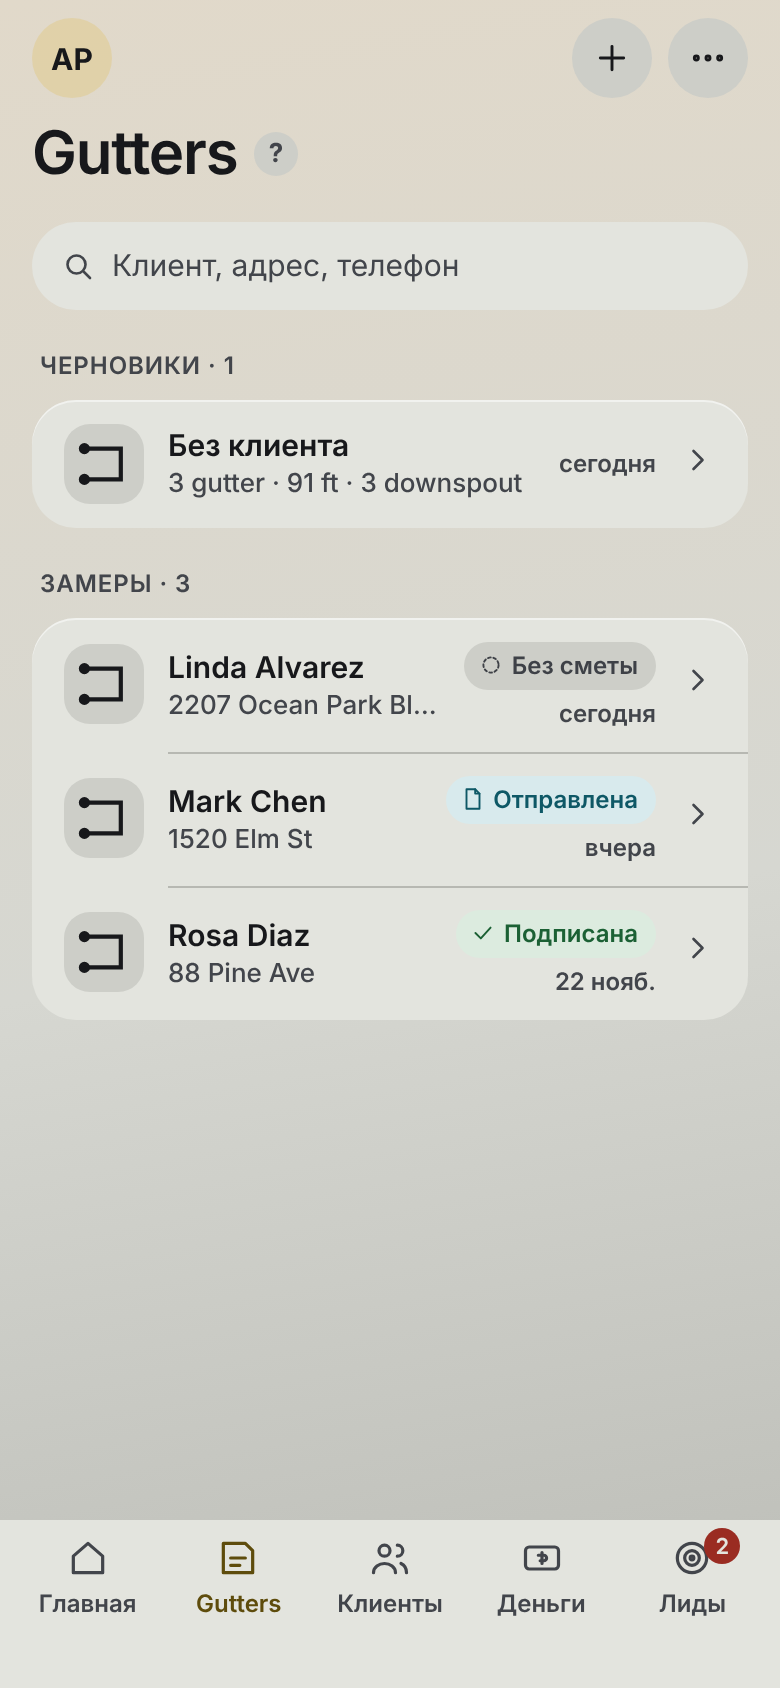 AP
Gutters ?
Клиент, адрес, телефон
ЧЕРНОВИКИ · 1
Без клиента
3 gutter · 91 ft · 3 downspout
сегодня
ЗАМЕРЫ · 3
Linda Alvarez
2207 Ocean Park Bl...
Без сметы
сегодня
Mark Chen
1520 Elm St
Отправлена
вчера
Rosa Diaz
88 Pine Ave
Подписана
22 нояб.
Главная
Gutters
Клиенты
Деньги
2
Лиды